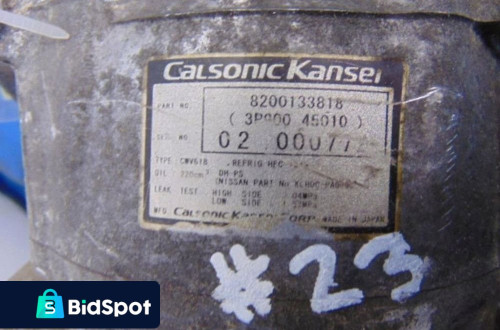 CALSONIC KANSEI
PART NO. 8200133818
( 3P900 45010 )
SERI NO. 02 00077
TYPE CWV618 REFRIG HFC
OIL DH-PS
(NISSAN PART NO
LEAK TEST HIGH SIDE
LOW SIDE
MFD. CALSONIC KANSEI CORP. MADE IN JAPAN
#23
BidSpot